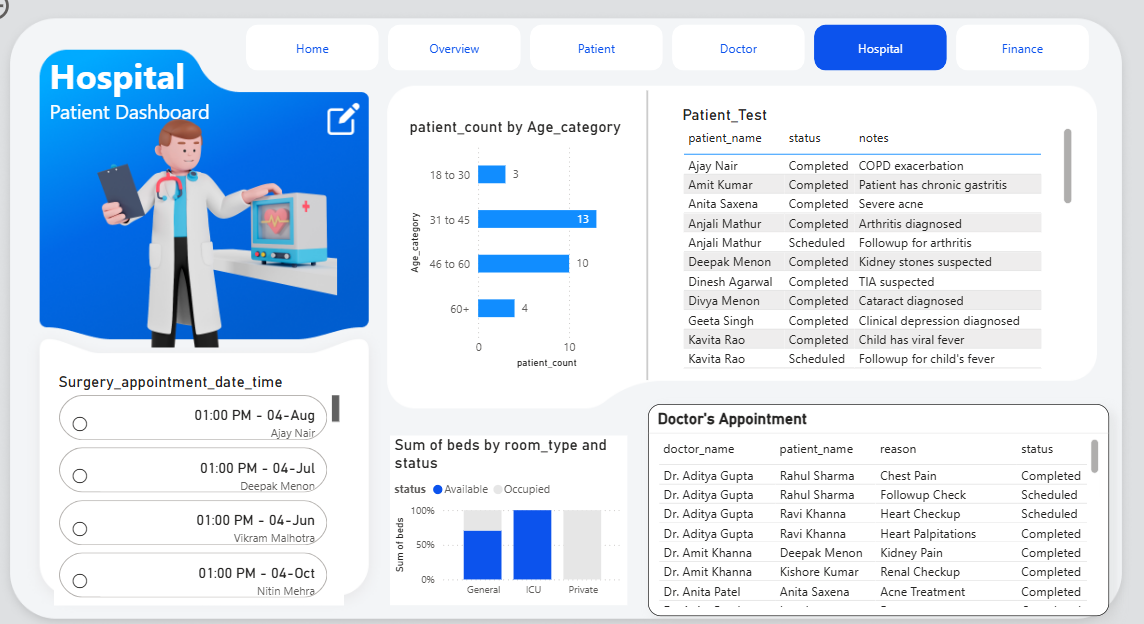 Home
Overview
Patient
Doctor
Hospital
Finance
Hospital
Patient Dashboard
patient_count by Age_category
Age_category
18 to 30 3
31 to 45 13
46 to 60 10
60+ 4
0 10
patient_count
Patient_Test
patient_name status notes
Ajay Nair Completed COPD exacerbation
Amit Kumar Completed Patient has chronic gastritis
Anita Saxena Completed Severe acne
Anjali Mathur Completed Arthritis diagnosed
Anjali Mathur Scheduled Followup for arthritis
Deepak Menon Completed Kidney stones suspected
Dinesh Agarwal Completed TIA suspected
Divya Menon Completed Cataract diagnosed
Geeta Singh Completed Clinical depression diagnosed
Kavita Rao Completed Child has viral fever
Kavita Rao Scheduled Followup for child's fever
Surgery_appointment_date_time
01:00 PM - 04-Aug
Ajay Nair
01:00 PM - 04-Jul
Deepak Menon
01:00 PM - 04-Jun
Vikram Malhotra
01:00 PM - 04-Oct
Nitin Mehra
Sum of beds by room_type and
status
status Available Occupied
Sum of beds
100%
50%
0%
General ICU Private
Doctor's Appointment
doctor_name patient_name reason status
Dr. Aditya Gupta Rahul Sharma Chest Pain Completed
Dr. Aditya Gupta Rahul Sharma Followup Check Scheduled
Dr. Aditya Gupta Ravi Khanna Heart Checkup Scheduled
Dr. Aditya Gupta Ravi Khanna Heart Palpitations Completed
Dr. Amit Khanna Deepak Menon Kidney Pain Completed
Dr. Amit Khanna Kishore Kumar Renal Checkup Completed
Dr. Anita Patel Anita Saxena Acne Treatment Completed